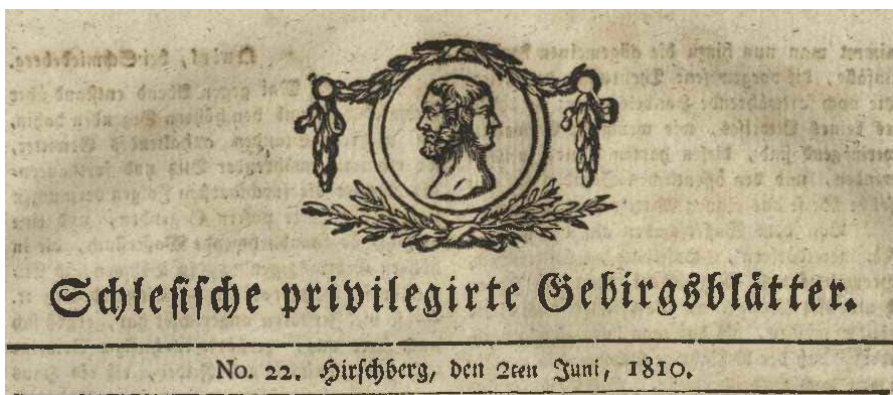 Schlesische privilegirte Gebirgsblätter.
No. 22. Hirschberg, den 2ten Juni, 1810.